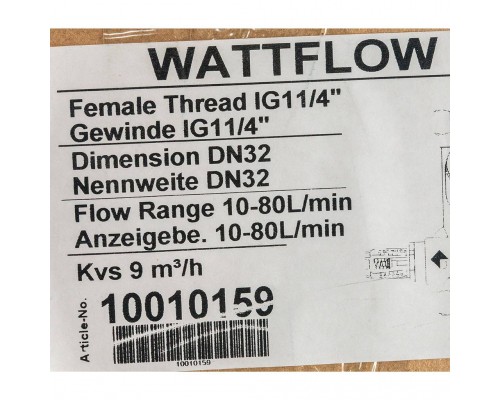 WATTFLOW
Female Thread IG11/4"
Gewinde IG11/4"
Dimension DN32
Nennweite DN32
Flow Range 10-80L/min
Anzeigebe. 10-80L/min
Kvs 9 m³/h
Article-No.
10010159
10010159